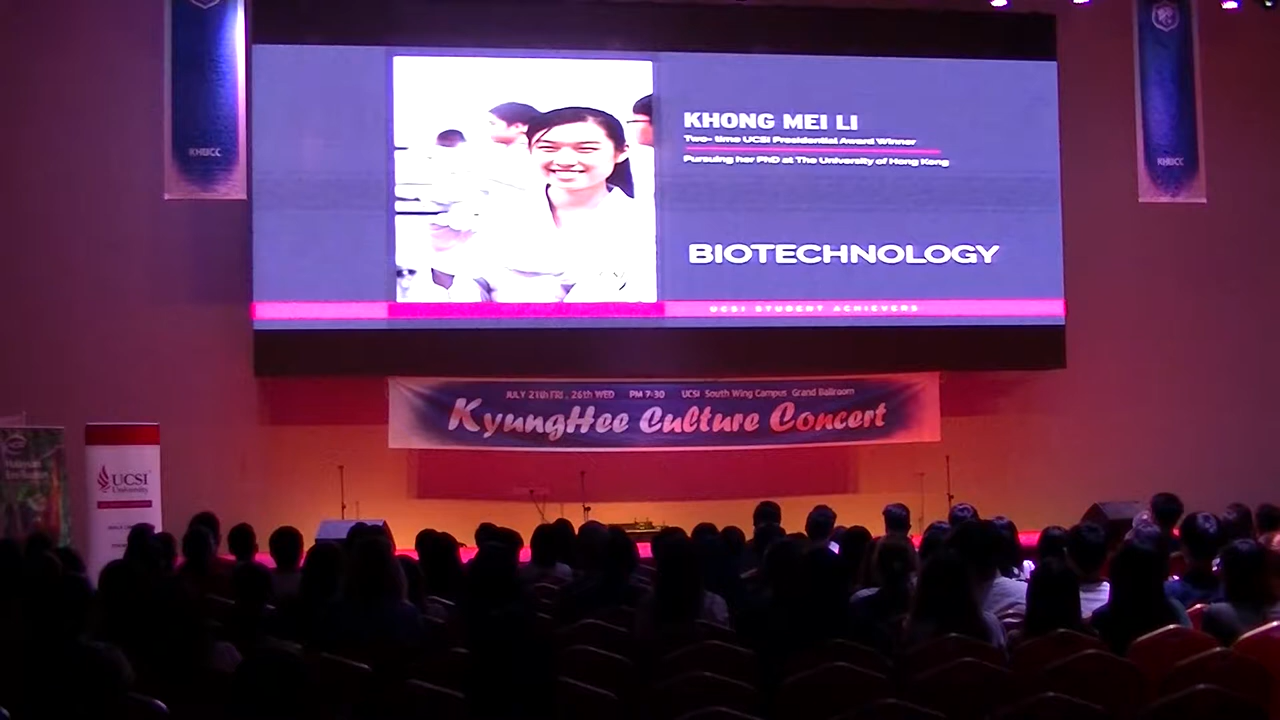 KHBCC
KHBCC
KHONG MEI LI
Two- time UCSI Presidential Award Winner
Pursuing her PhD at The University of Hong Kong
BIOTECHNOLOGY
UCSI STUDENT ACHIEVERS
JULY 21th FRI . 26th WED PM 7:30 UCSI South Wing Campus Grand Ballroom
KyungHee Culture Concert
UCSI
University